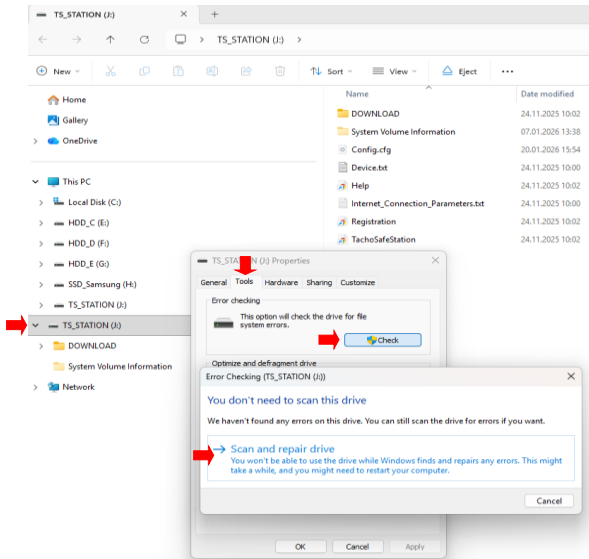 TS_STATION (J:)
TS_STATION (J:)
New
Sort
View
Eject
Home
Gallery
OneDrive
This PC
Local Disk (C:)
HDD_C (E:)
HDD_D (F:)
HDD_E (G:)
SSD_Samsung (H:)
TS_STATION (J:)
TS_STATION (J:)
DOWNLOAD
System Volume Information
Network
Name Date modified
DOWNLOAD 24.11.2025 10:02
System Volume Information 07.01.2026 13:38
Config.cfg 20.01.2026 15:54
Device.txt 24.11.2025 10:00
Help 24.11.2025 10:02
Internet_Connection_Parameters.txt 24.11.2025 10:00
Registration 24.11.2025 10:02
TachoSafeStation 24.11.2025 10:02
(J:) Properties
General Tools Hardware Sharing Customize
Error checking
This option will check the drive for file
system errors.
Check
Optimize and defragment drive
Error Checking (TS_STATION (J:))
You don't need to scan this drive
We haven't found any errors on this drive. You can still scan the drive for errors if you want.
Scan and repair drive
You won't be able to use the drive while Windows finds and repairs any errors. This might
take a while, and you might need to restart your computer.
Cancel
OK Cancel Apply